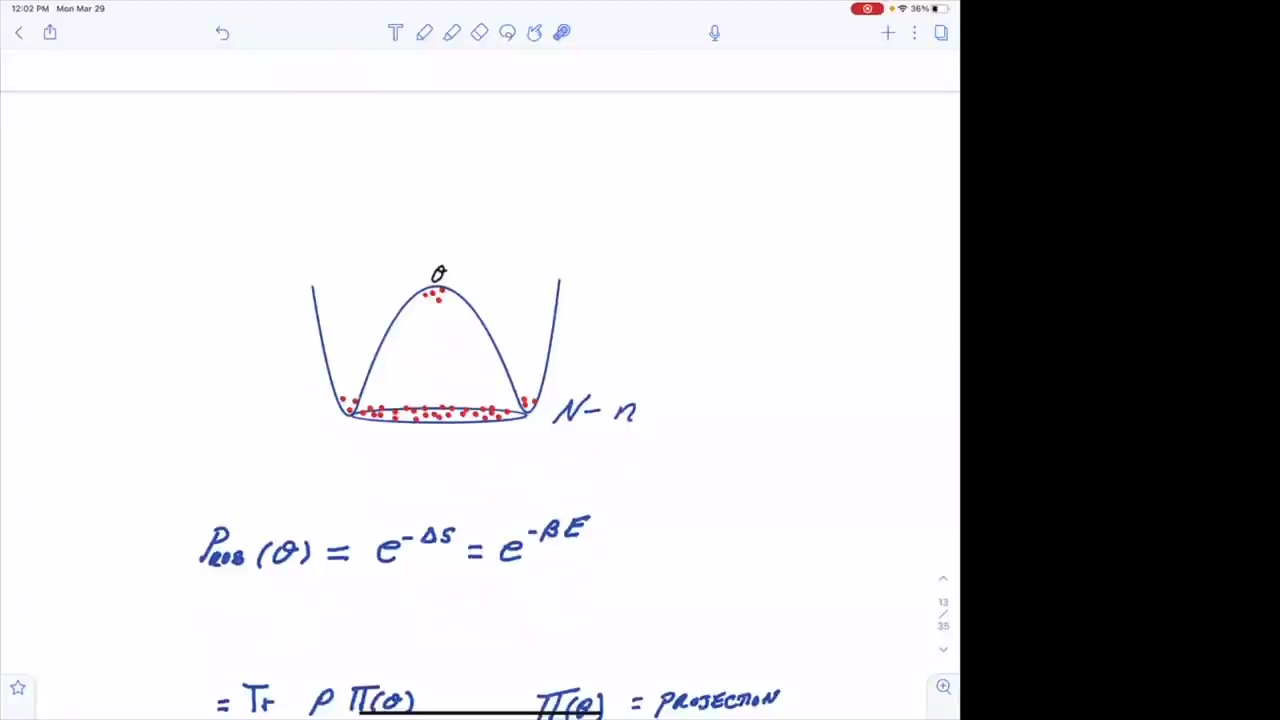 12:02 PM Mon Mar 29
36%
θ
N - n
PROB (θ) = e^{-ΔS} = e^{-βE}
13
/
35
= Tr ρ Π(θ) Π(θ) = PROJECTION